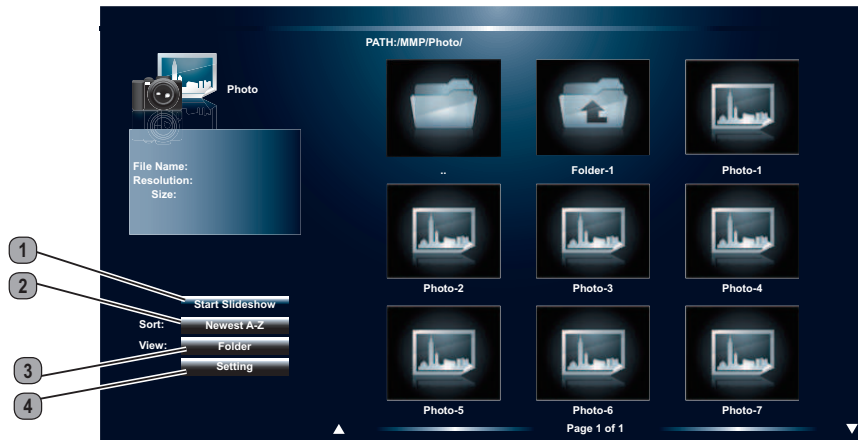 PATH:/MMP/Photo/
Photo
File Name:
Resolution:
Size:
.. Folder-1 Photo-1
Photo-2 Photo-3 Photo-4
1
2
Start Slideshow
Sort: Newest A-Z
View: Folder
3
Setting
4
Photo-5 Photo-6 Photo-7
Page 1 of 1